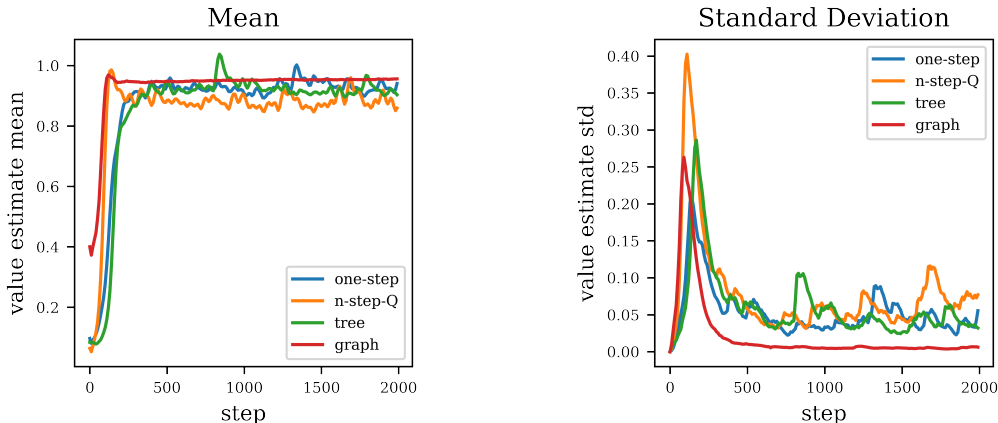 Mean
value estimate mean
1.0
0.8
0.6
0.4
0.2
0
500
1000
1500
2000
step
one-step
n-step-Q
tree
graph
Standard Deviation
value estimate std
0.40
0.35
0.30
0.25
0.20
0.15
0.10
0.05
0.00
0
500
1000
1500
2000
step
one-step
n-step-Q
tree
graph